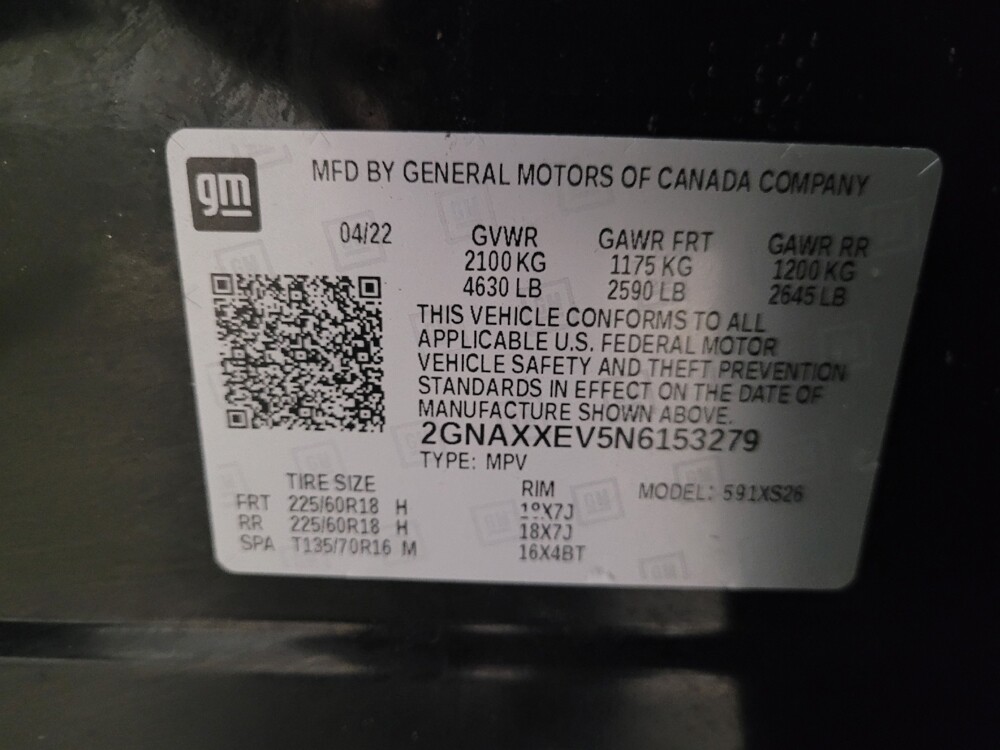 gm
MFD BY GENERAL MOTORS OF CANADA COMPANY
04/22 GVWR GAWR FRT GAWR RR
2100 KG 1175 KG 1200 KG
4630 LB 2590 LB 2645 LB
THIS VEHICLE CONFORMS TO ALL
APPLICABLE U.S. FEDERAL MOTOR
VEHICLE SAFETY AND THEFT PREVENTION
STANDARDS IN EFFECT ON THE DATE OF
MANUFACTURE SHOWN ABOVE.
2GNAXXEV5N6153279
TYPE: MPV
TIRE SIZE RIM MODEL: 591XS26
FRT 225/60R18 H 18X7J
RR 225/60R18 H 18X7J
SPA T135/70R16 M 16X4BT